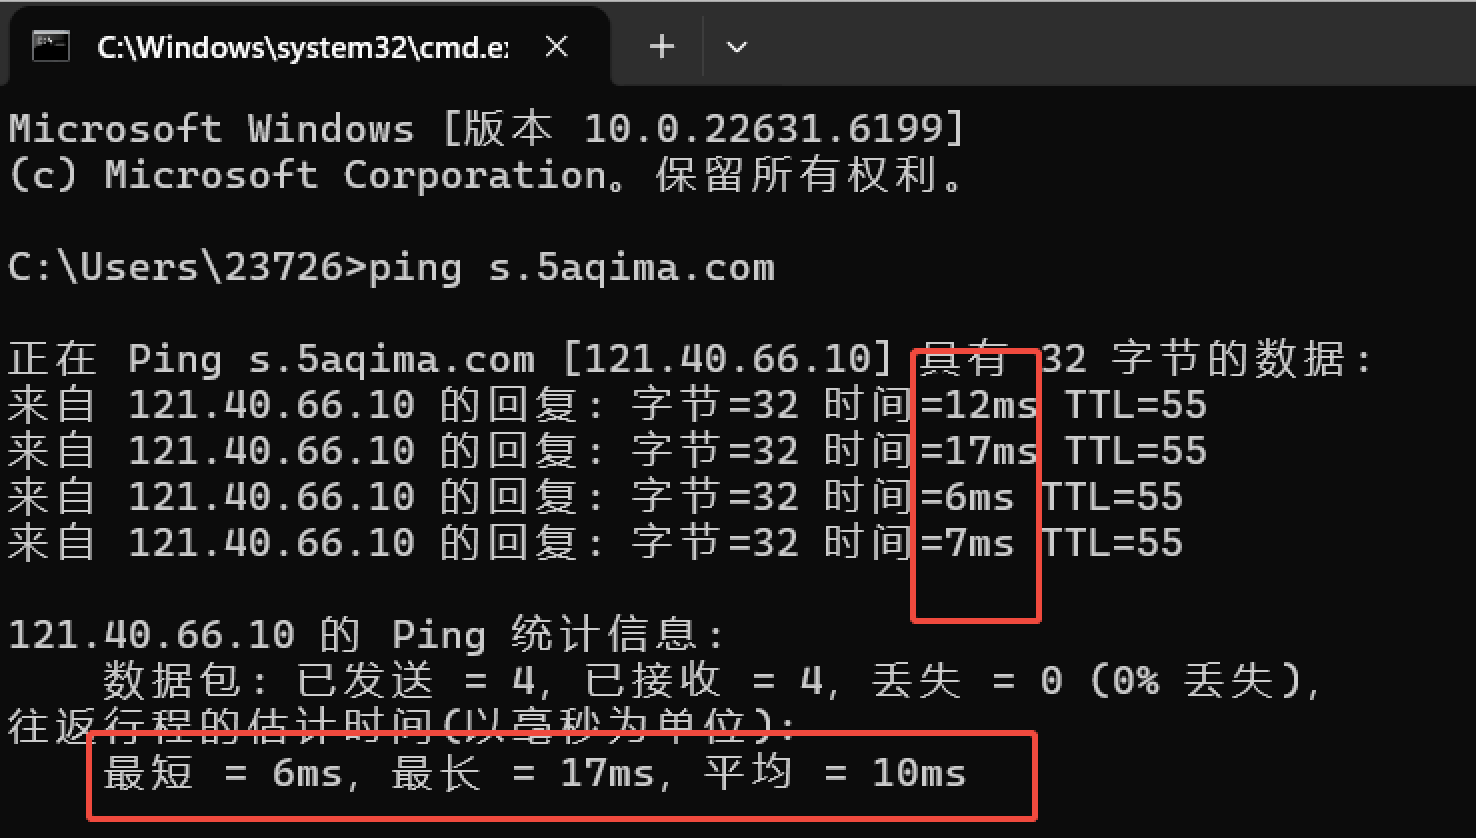 C:\Windows\system32\cmd.e
Microsoft Windows [版本 10.0.22631.6199]
(c) Microsoft Corporation。保留所有权利。
C:\Users\23726>ping s.5aqima.com
正在 Ping s.5aqima.com [121.40.66.10] 具有 32 字节的数据:
来自 121.40.66.10 的回复: 字节=32 时间=12ms TTL=55
来自 121.40.66.10 的回复: 字节=32 时间=17ms TTL=55
来自 121.40.66.10 的回复: 字节=32 时间=6ms TTL=55
来自 121.40.66.10 的回复: 字节=32 时间=7ms TTL=55
121.40.66.10 的 Ping 统计信息:
数据包: 已发送 = 4, 已接收 = 4, 丢失 = 0 (0% 丢失),
往返行程的估计时间(以毫秒为单位):
最短 = 6ms, 最长 = 17ms, 平均 = 10ms